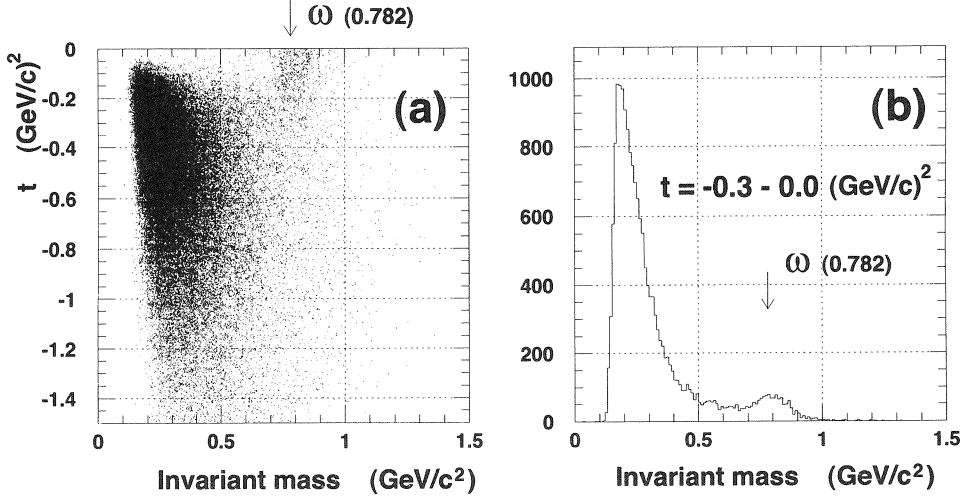 ω (0.782)
(a)
0
-0.2
-0.4
-0.6
-0.8
-1
-1.2
-1.4
t (GeV/c)²
0
0.5
1
1.5
Invariant mass (GeV/c²)
(b)
t = -0.3 - 0.0 (GeV/c)²
ω (0.782)
1000
800
600
400
200
0
0
0.5
1
1.5
Invariant mass (GeV/c²)